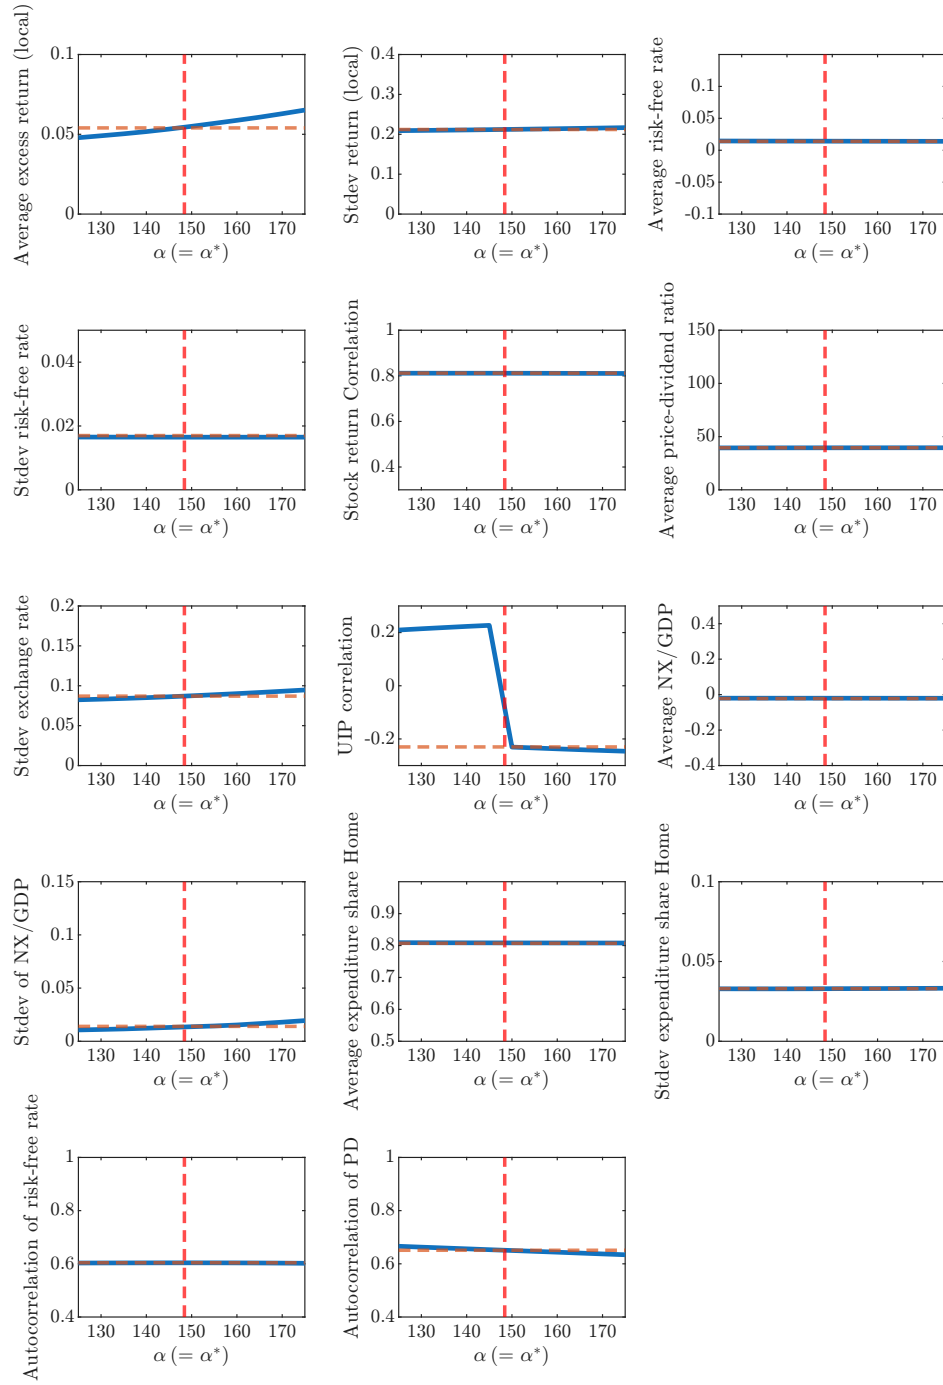 Average excess return (local)
0.1
0.05
0
130 140 150 160 170
α (= α*)
Stdev return (local)
0.4
0.3
0.2
0.1
0
130 140 150 160 170
α (= α*)
Average risk-free rate
0.1
0.05
0
-0.05
-0.1
130 140 150 160 170
α (= α*)
Stdev risk-free rate
0.04
0.02
0
130 140 150 160 170
α (= α*)
Stock return Correlation
1
0.8
0.6
0.4
130 140 150 160 170
α (= α*)
Average price-dividend ratio
150
100
50
0
130 140 150 160 170
α (= α*)
Stdev exchange rate
0.2
0.15
0.1
0.05
0
130 140 150 160 170
α (= α*)
UIP correlation
0.2
0
-0.2
130 140 150 160 170
α (= α*)
Average NX/GDP
0.4
0.2
0
-0.2
-0.4
130 140 150 160 170
α (= α*)
Stdev of NX/GDP
0.15
0.1
0.05
0
130 140 150 160 170
α (= α*)
Average expenditure share Home
0.9
0.8
0.7
0.6
0.5
130 140 150 160 170
α (= α*)
Stdev expenditure share Home
0.1
0.05
0
130 140 150 160 170
α (= α*)
Autocorrelation of risk-free rate
1
0.8
0.6
0.4
130 140 150 160 170
α (= α*)
Autocorrelation of PD
1
0.8
0.6
0.4
130 140 150 160 170
α (= α*)